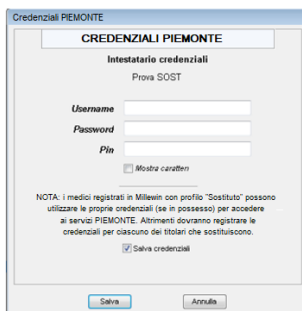 Credenziali PIEMONTE
CREDENZIALI PIEMONTE
Intestatario credenziali
Prova SOST
Username
Password
Pin
Mostra caratteri
NOTA: i medici registrati in Millewin con profilo "Sostituto" possono
utilizzare le proprie credenziali (se in possesso) per accedere
ai servizi PIEMONTE. Altrimenti dovranno registrare le
credenziali per ciascuno dei titolari che sostituiscono.
Salva credenziali
Salva
Annulla